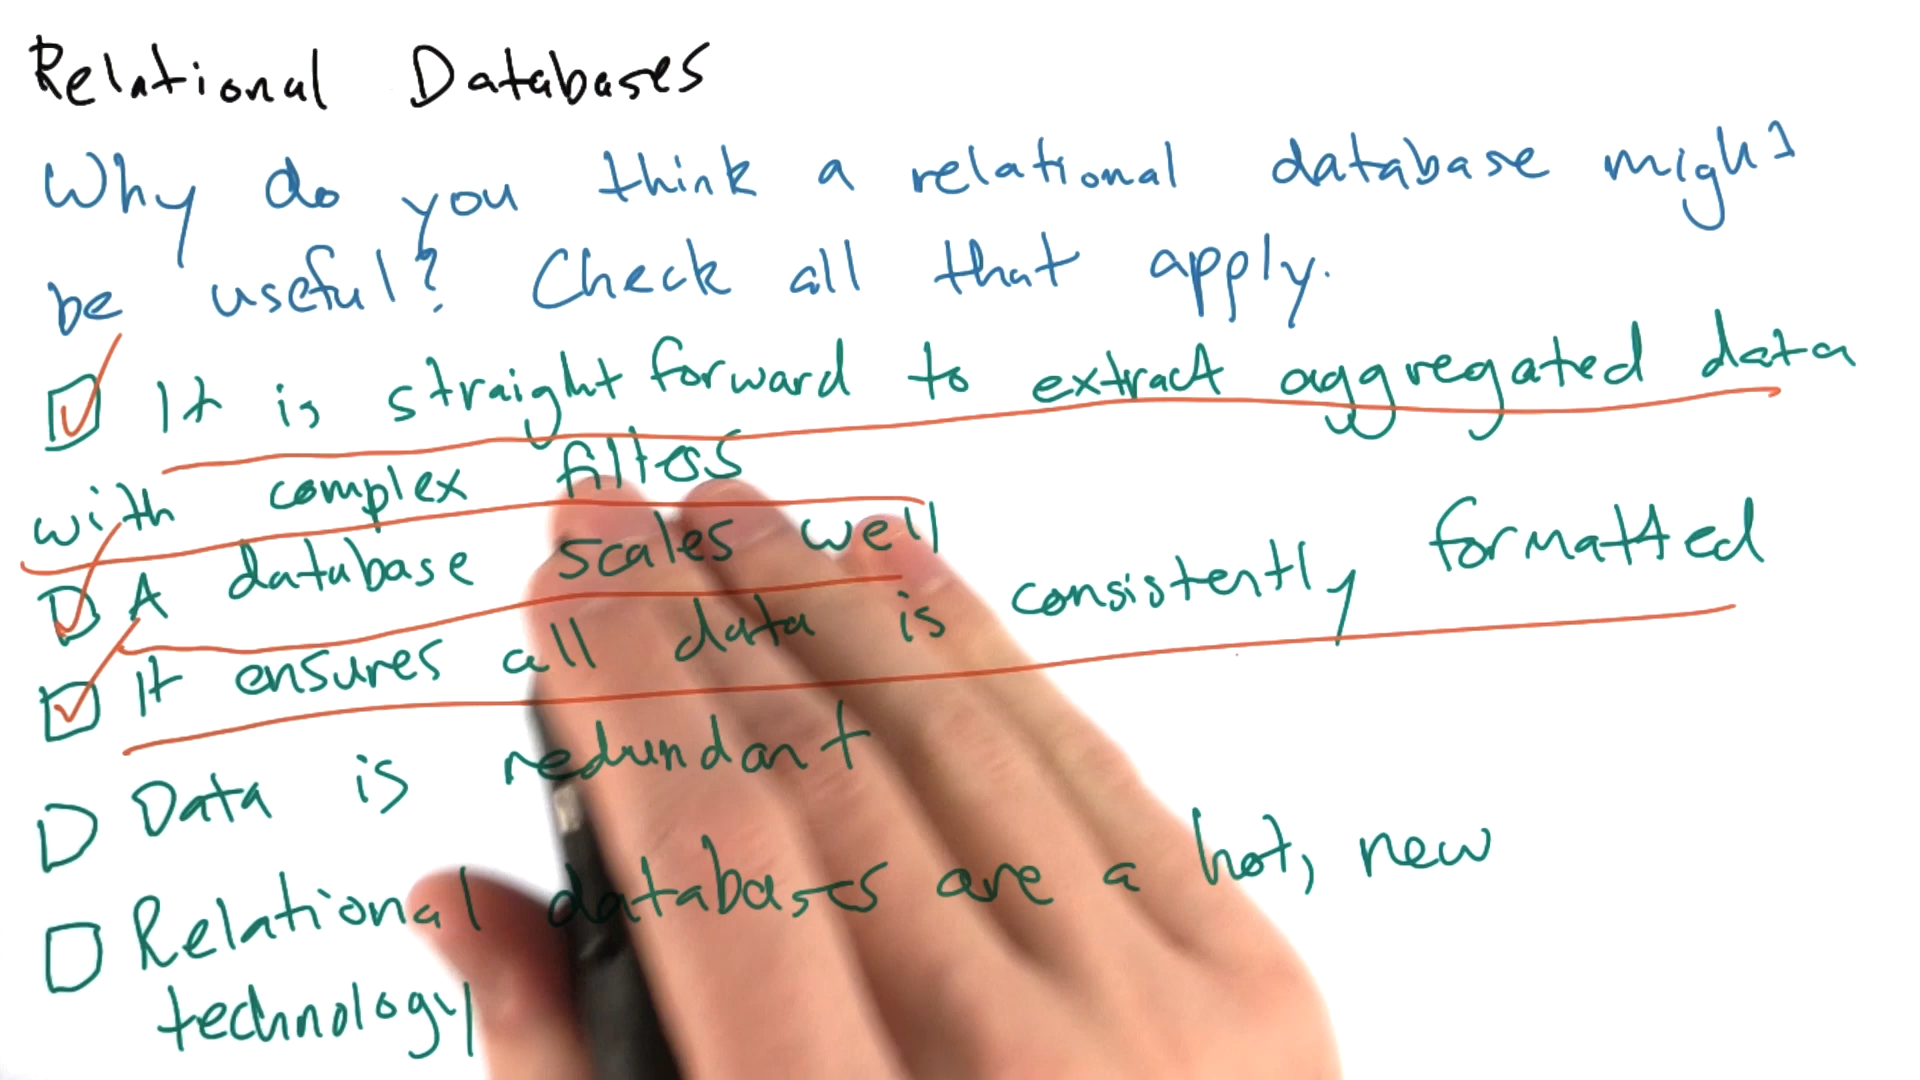 Relational Databases
Why do you think a relational database might
be useful? Check all that apply.
It is straight forward to extract aggregated data
with complex filters
A database scales well
It ensures all data is consistently formatted
Data is redundant
Relational databases are a hot, new
technology